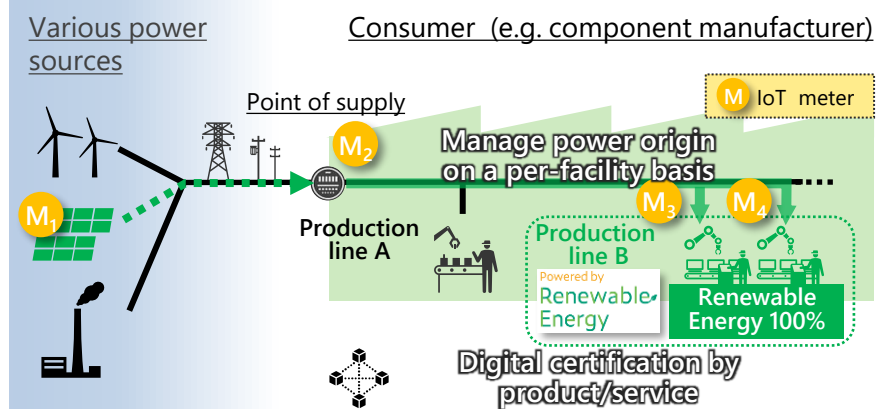 Various power
sources
Consumer (e.g. component manufacturer)
M IoT meter
Point of supply
M2
Manage power origin
on a per-facility basis
M1
M3
M4
Production
line A
Production
line B
Powered by
Renewable
Energy
Renewable
Energy 100%
Digital certification by
product/service